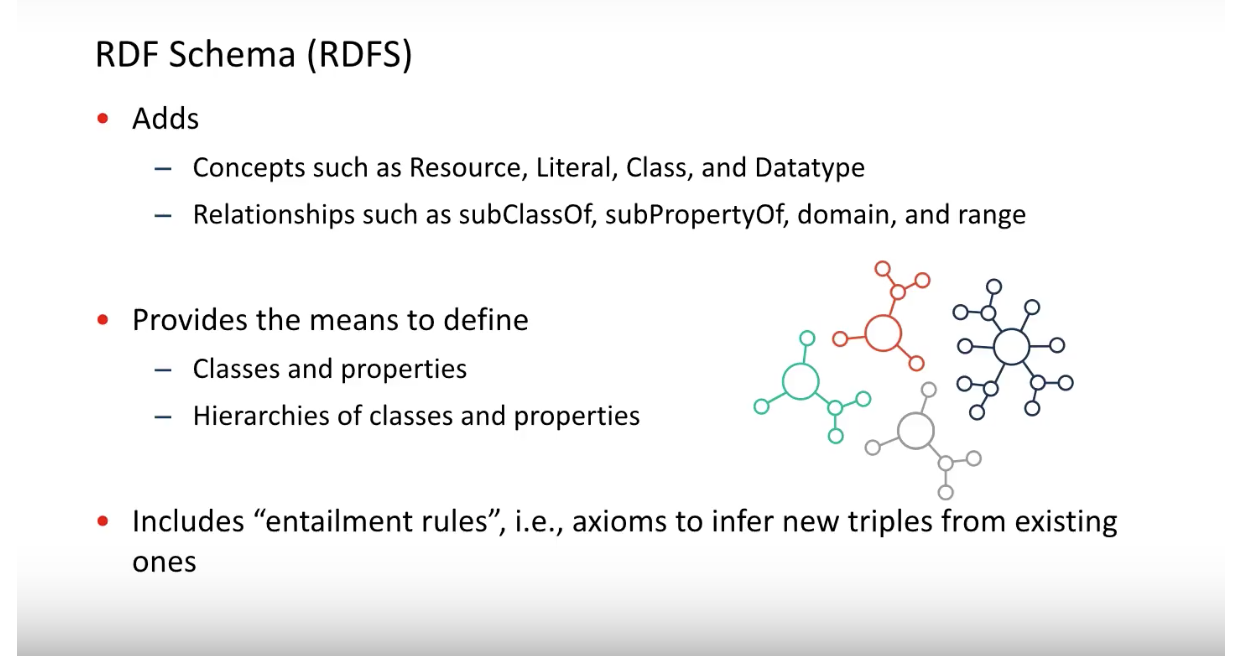 RDF Schema (RDFS)
• Adds
– Concepts such as Resource, Literal, Class, and Datatype
– Relationships such as subClassOf, subPropertyOf, domain, and range
• Provides the means to define
– Classes and properties
– Hierarchies of classes and properties
• Includes “entailment rules”, i.e., axioms to infer new triples from existing
ones